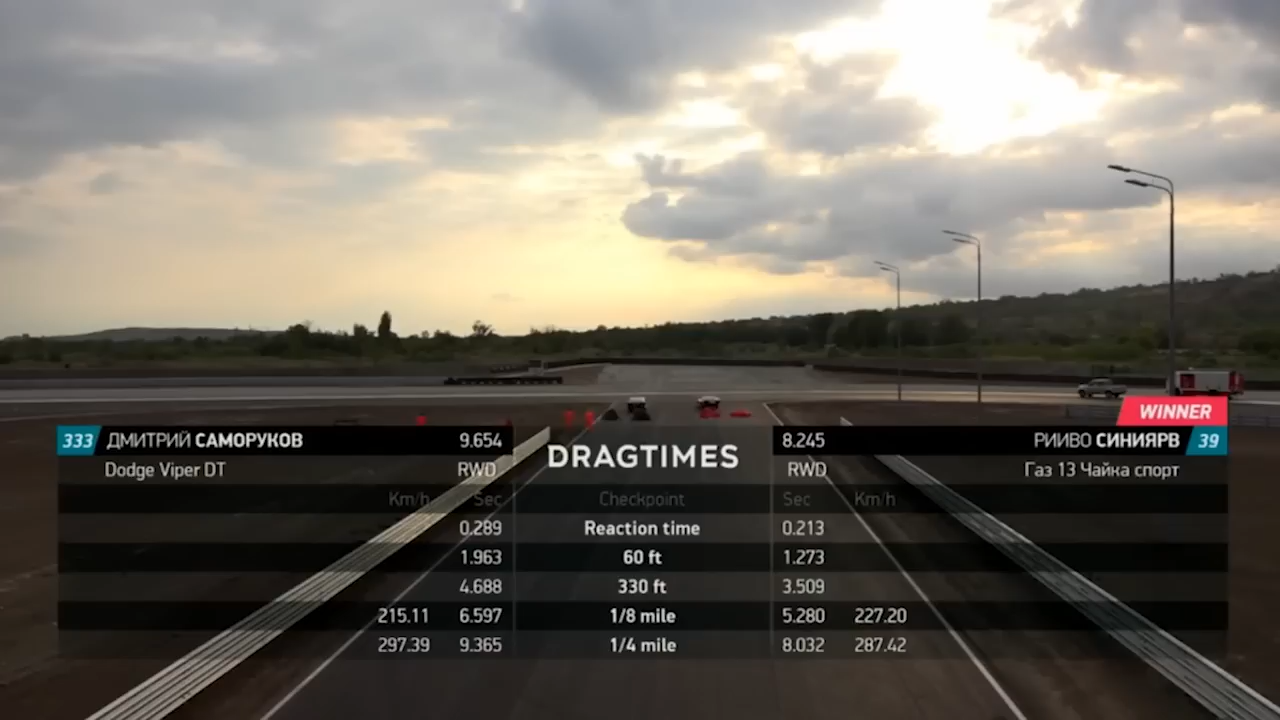 WINNER
333 ДМИТРИЙ САМОРУКОВ 9.654 DRAGTIMES 8.245 РИИВО СИНИЯРВ 39
Dodge Viper DT RWD RWD Газ 13 Чайка спорт
Km/h Sec Checkpoint Sec Km/h
0.289 Reaction time 0.213
1.963 60 ft 1.273
4.688 330 ft 3.509
215.11 6.597 1/8 mile 5.280 227.20
297.39 9.365 1/4 mile 8.032 287.42